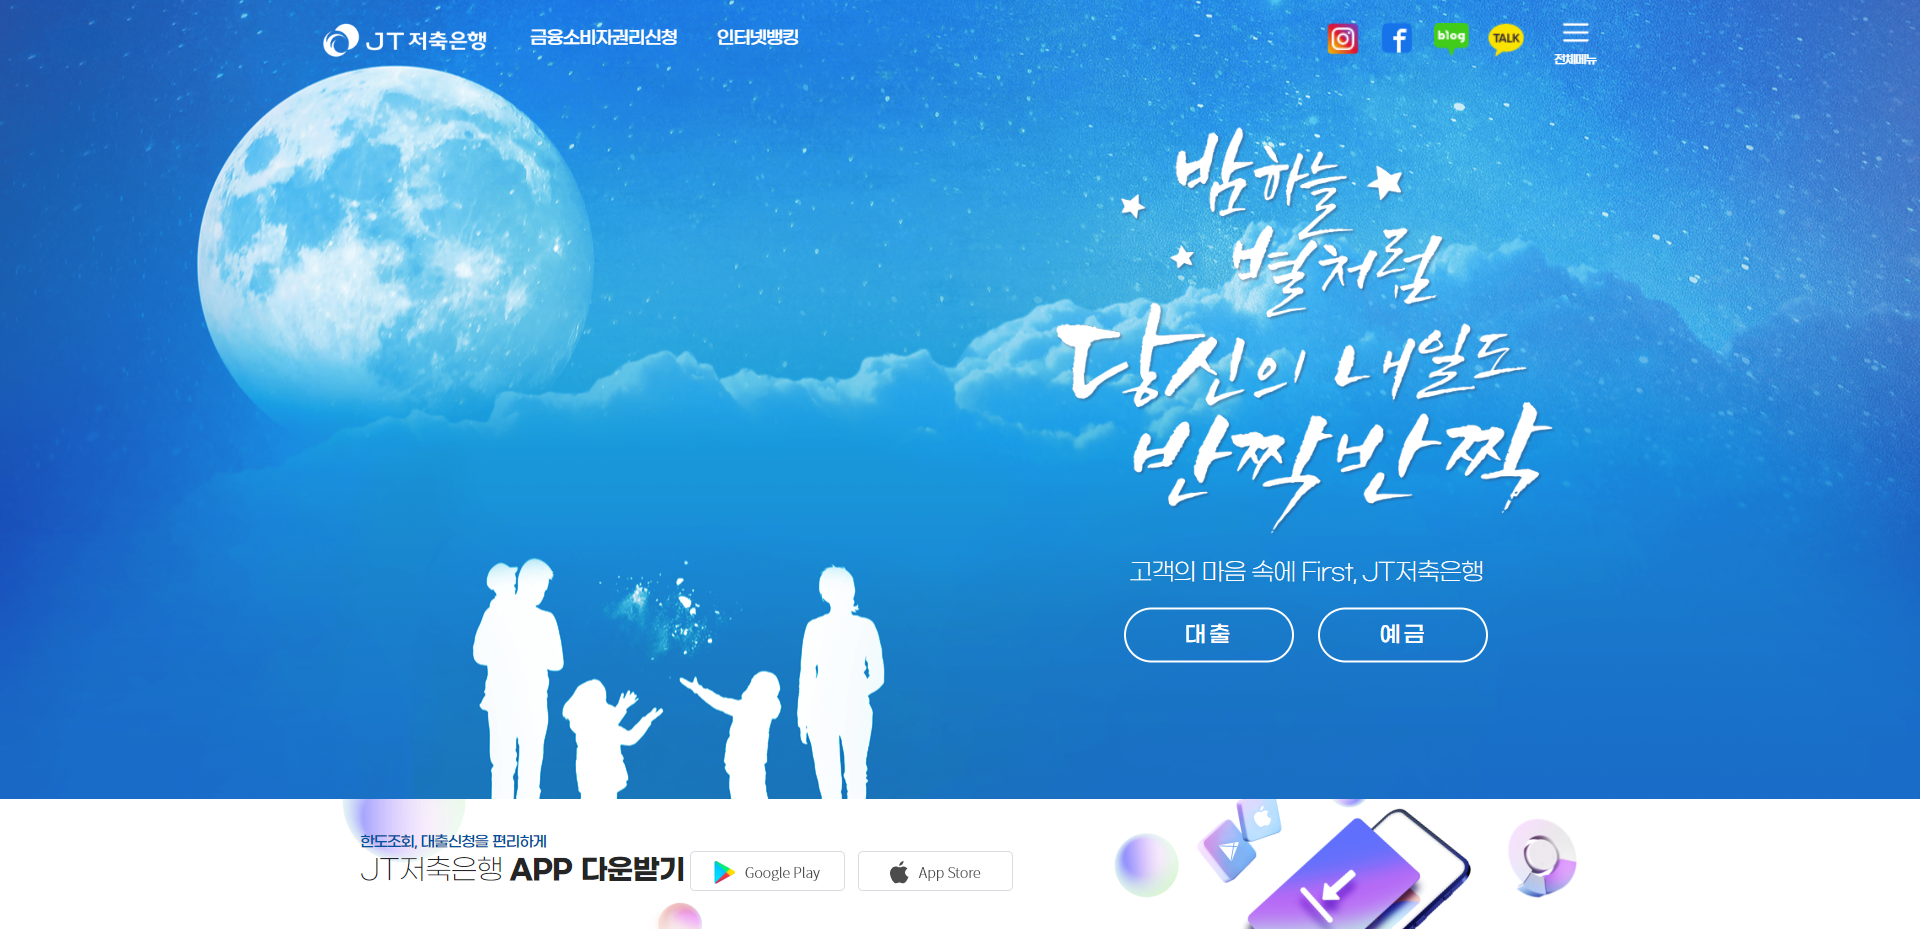 JT 저축은행
금융소비자권리신청
인터넷뱅킹
blog
TALK
전체메뉴
밤하늘
별처럼
당신의 내일도
반짝반짝
고객의 마음 속에 First, JT저축은행
대출
예금
한도조회, 대출신청을 편리하게
JT저축은행 APP 다운받기
Google Play
App Store